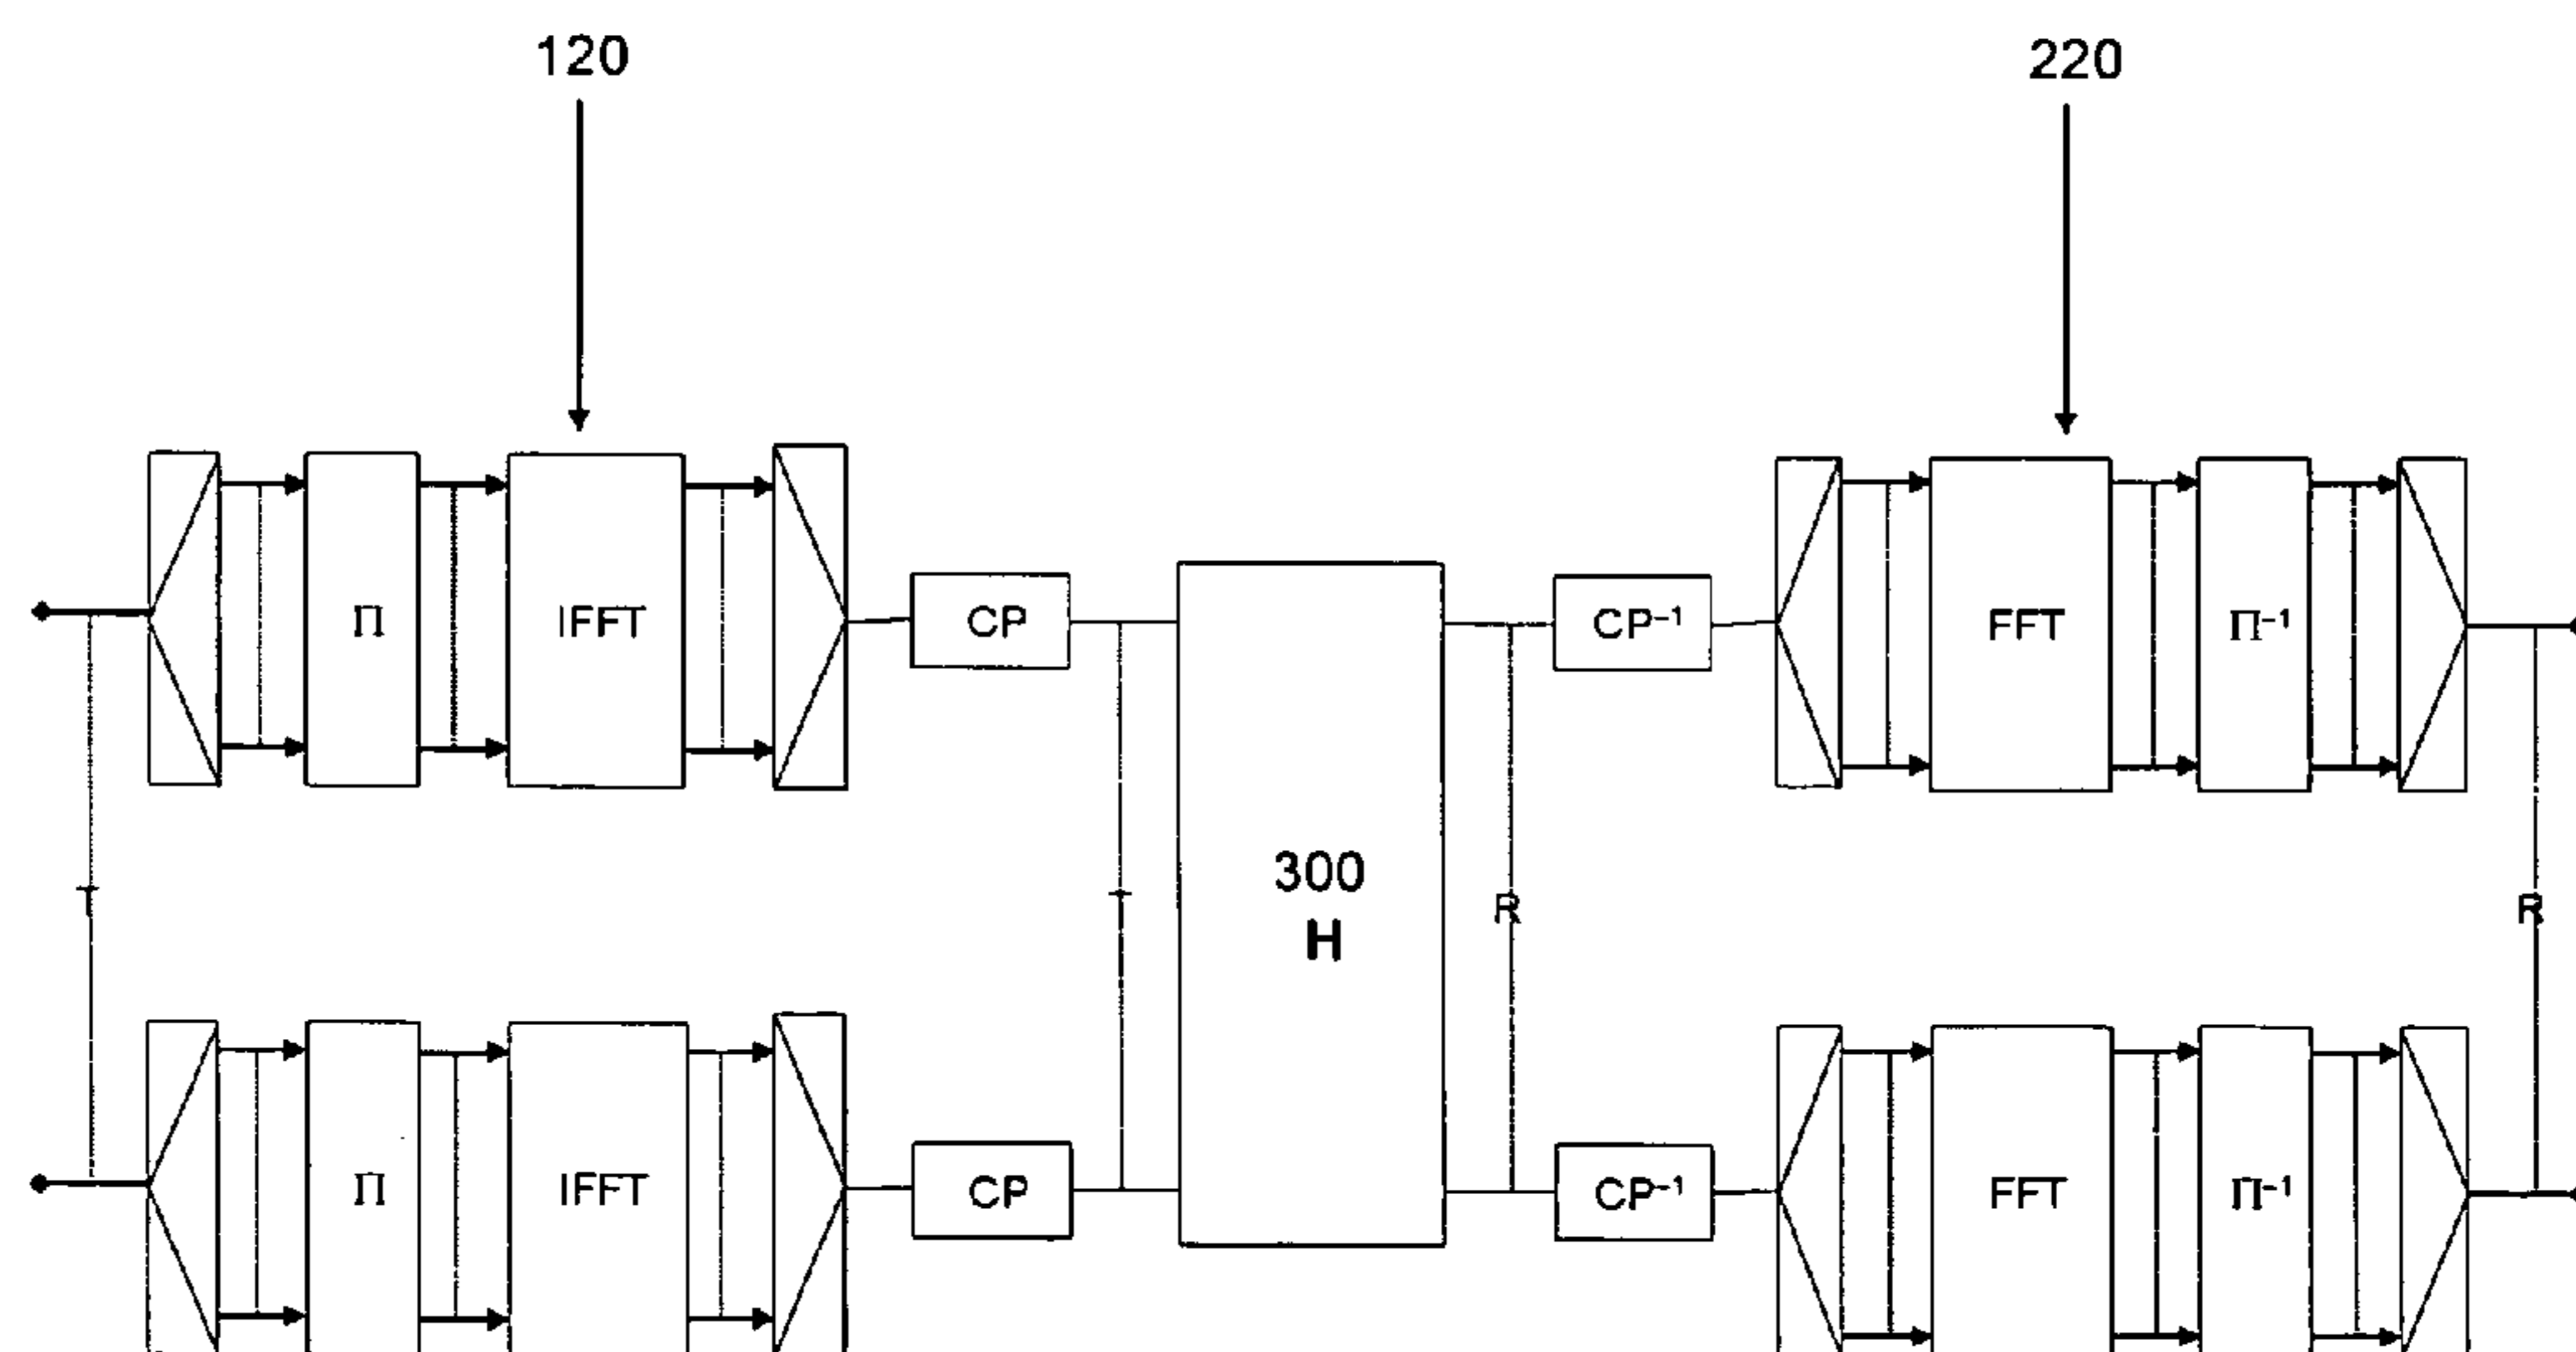 120
220
Π
IFFT
CP
CP⁻¹
FFT
Π⁻¹
T
T
300
H
R
R
Π
IFFT
CP
CP⁻¹
FFT
Π⁻¹